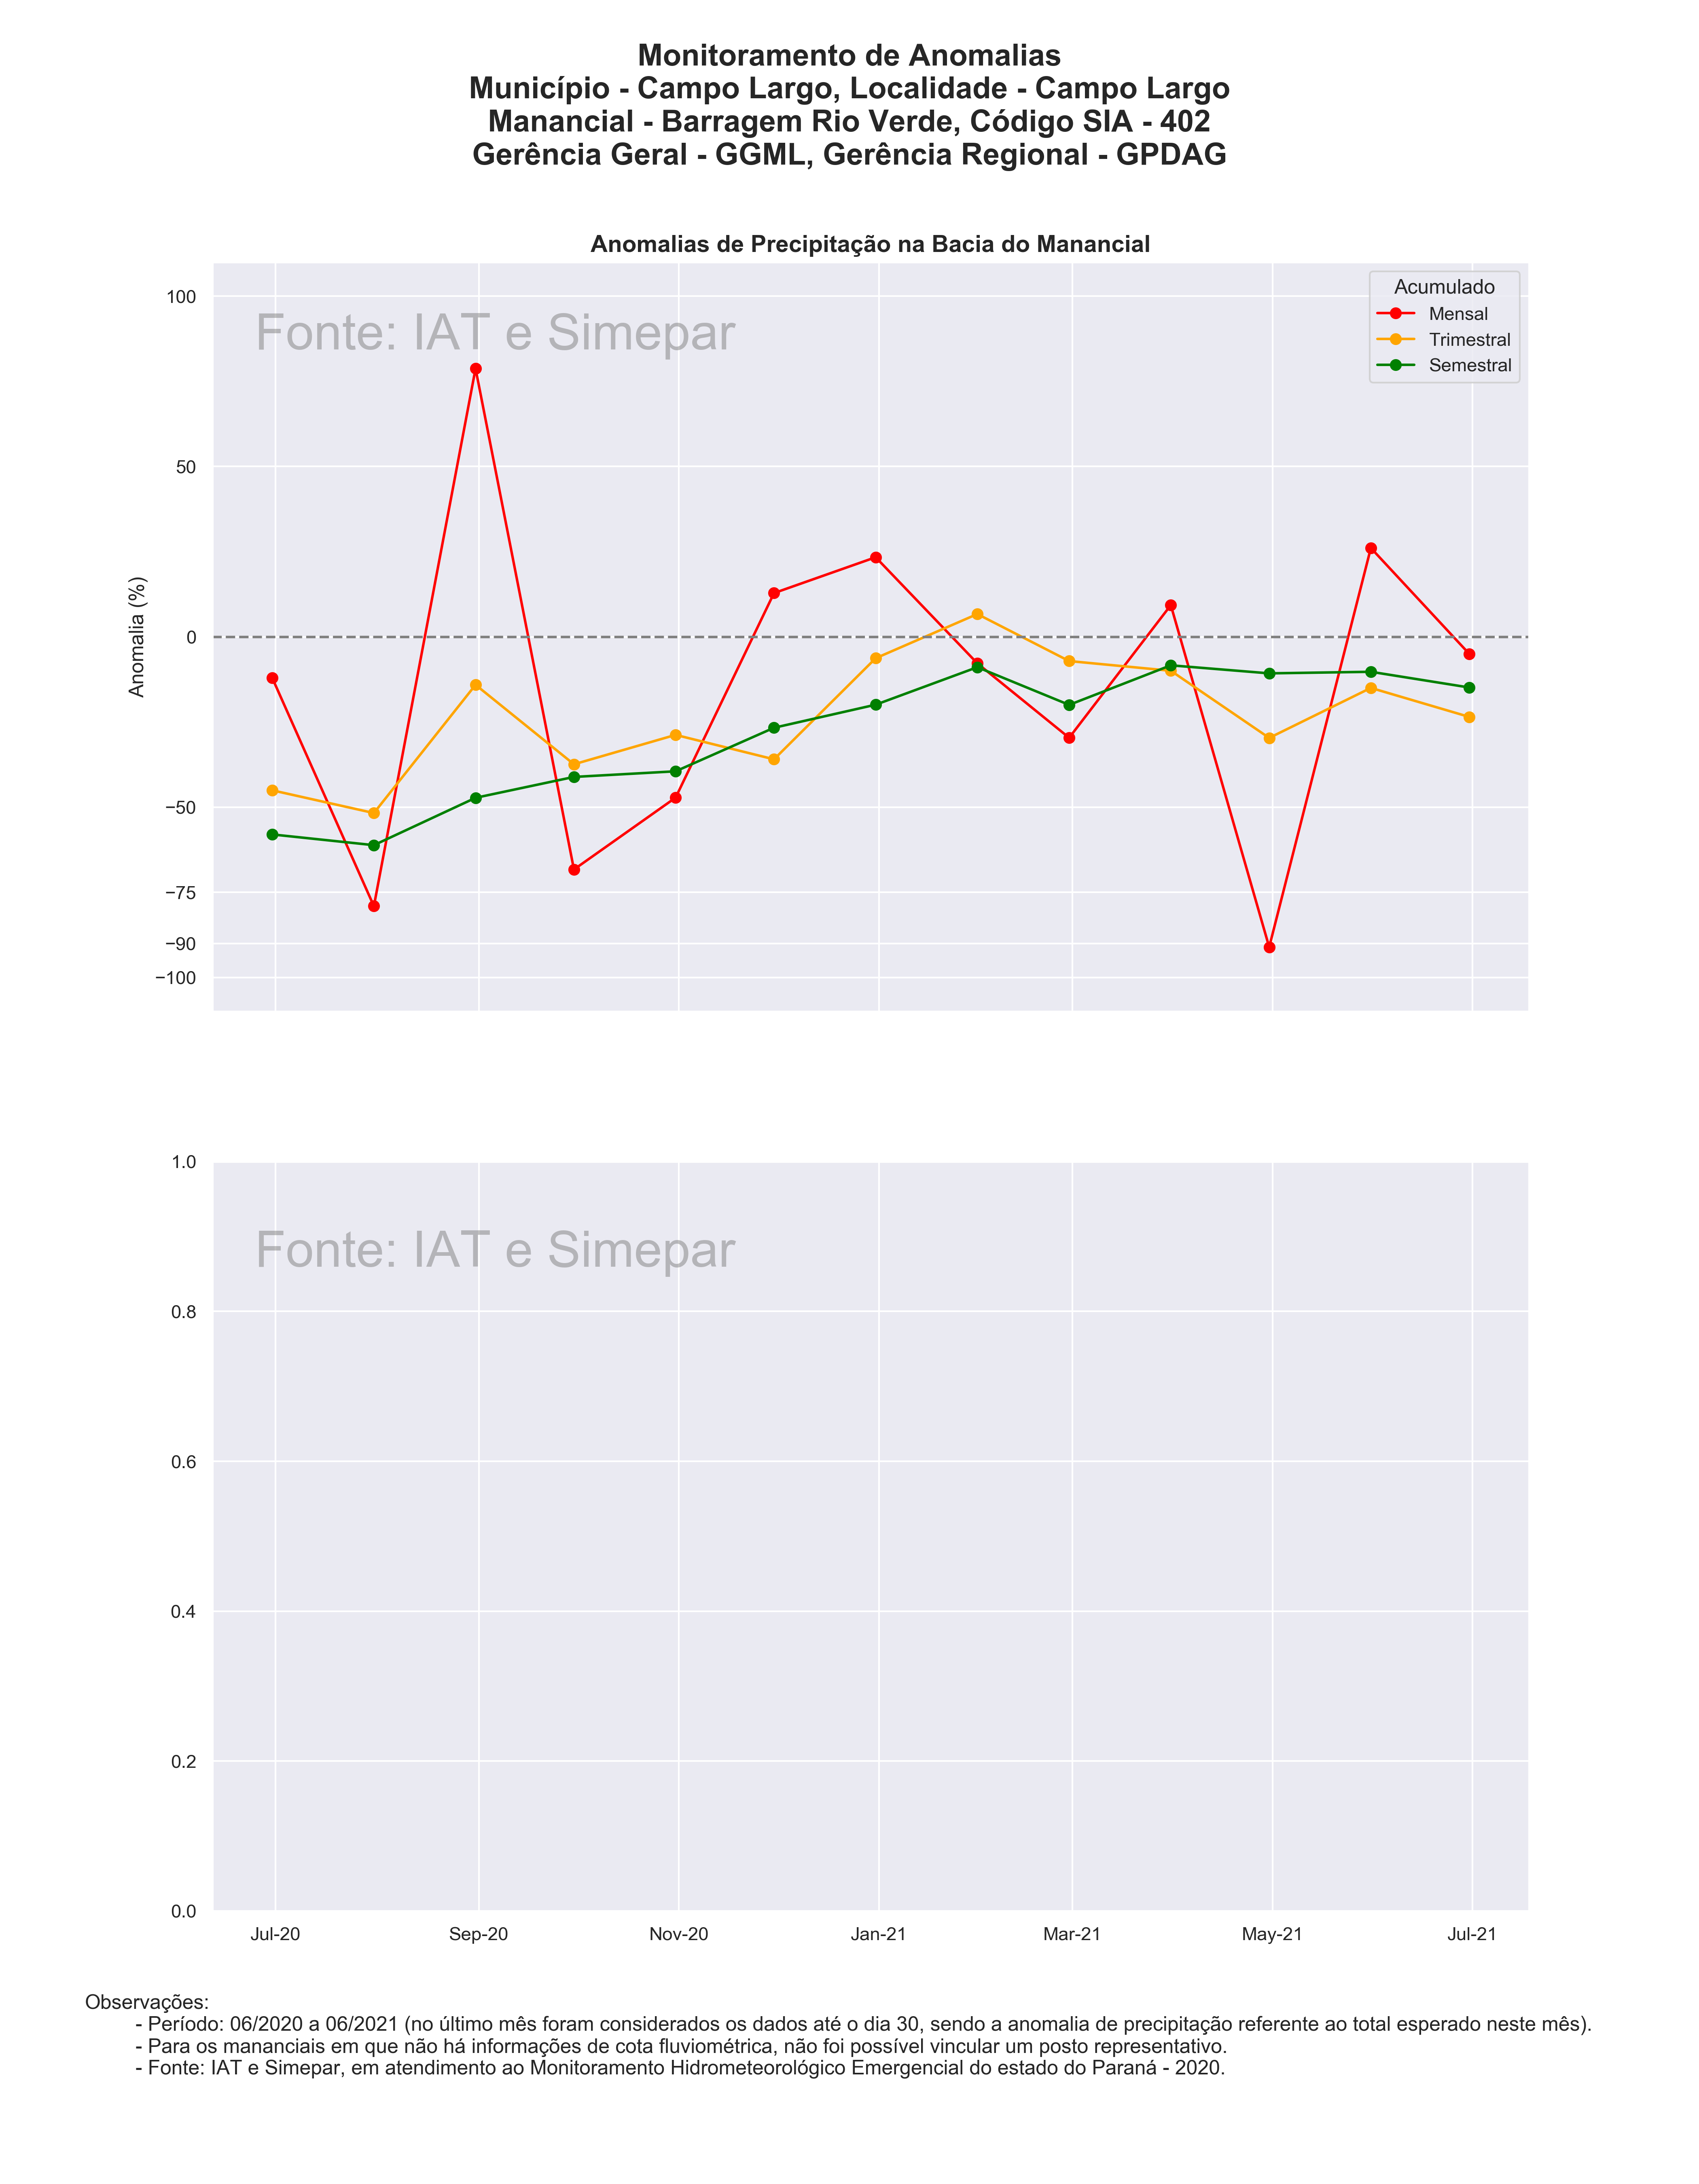 Monitoramento de Anomalias
Município - Campo Largo, Localidade - Campo Largo
Manancial - Barragem Rio Verde, Código SIA - 402
Gerência Geral - GGML, Gerência Regional - GPDAG
Anomalias de Precipitação na Bacia do Manancial
Fonte: IAT e Simepar
Acumulado
Mensal
Trimestral
Semestral
Anomalia (%)
100
50
0
−50
−75
−90
−100
Fonte: IAT e Simepar
1.0
0.8
0.6
0.4
0.2
0.0
Jul-20 Sep-20 Nov-20 Jan-21 Mar-21 May-21 Jul-21
Observações:
- Período: 06/2020 a 06/2021 (no último mês foram considerados os dados até o dia 30, sendo a anomalia de precipitação referente ao total esperado neste mês).
- Para os mananciais em que não há informações de cota fluviométrica, não foi possível vincular um posto representativo.
- Fonte: IAT e Simepar, em atendimento ao Monitoramento Hidrometeorológico Emergencial do estado do Paraná - 2020.